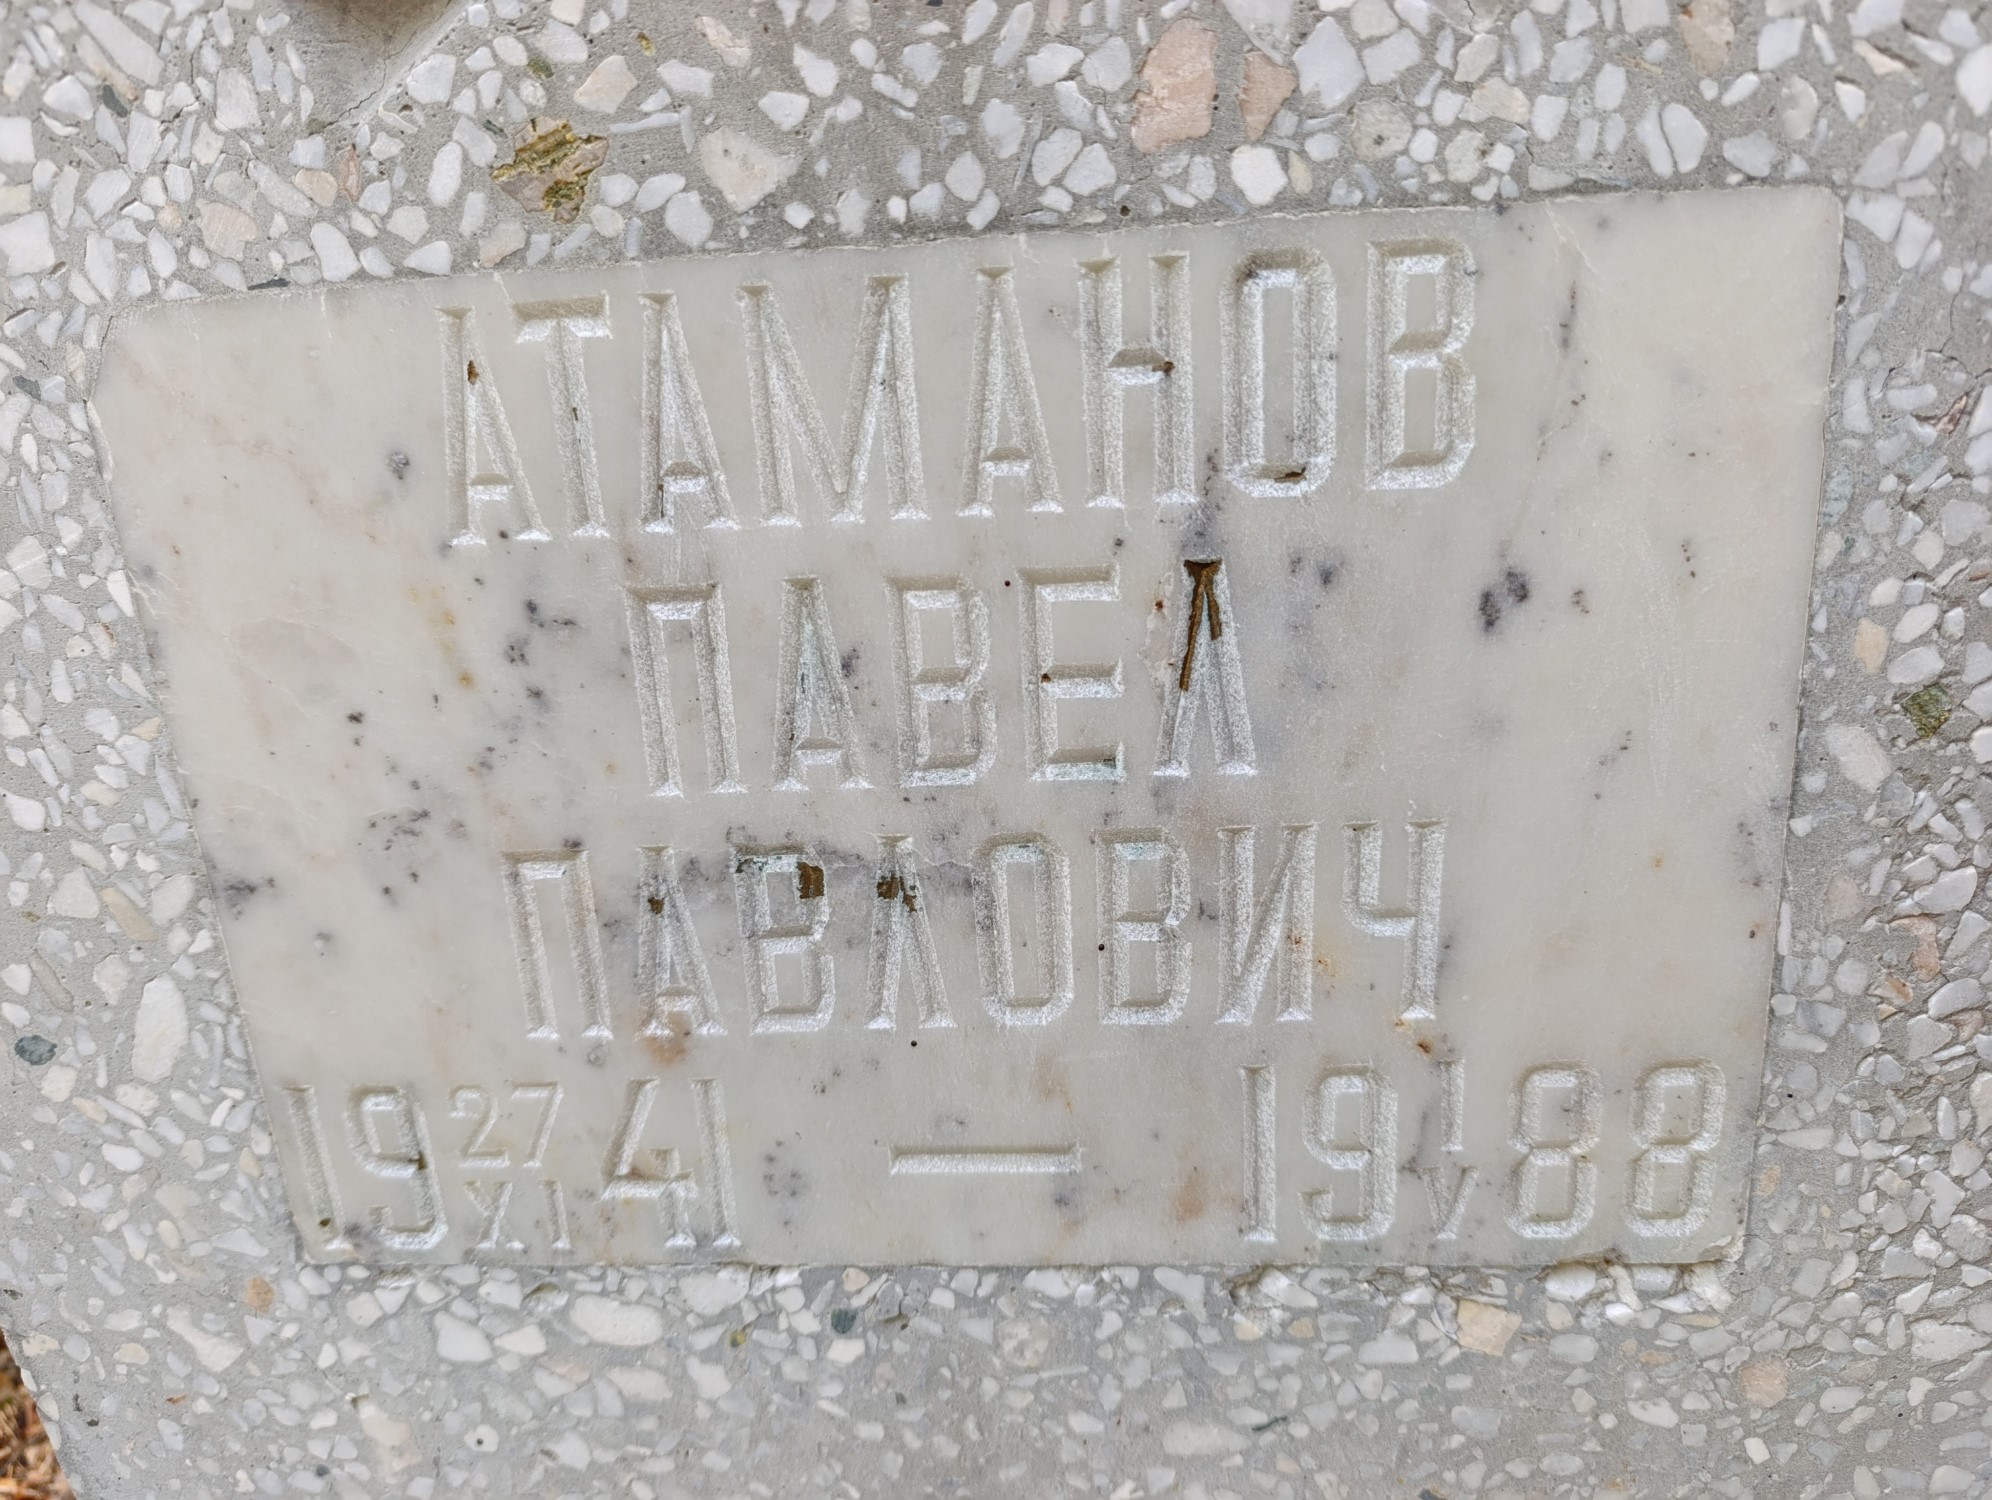 АТАМАНОВ
ПАВЕЛ
ПАВЛОВИЧ
19 27/XI 41 — 19 1/V 88